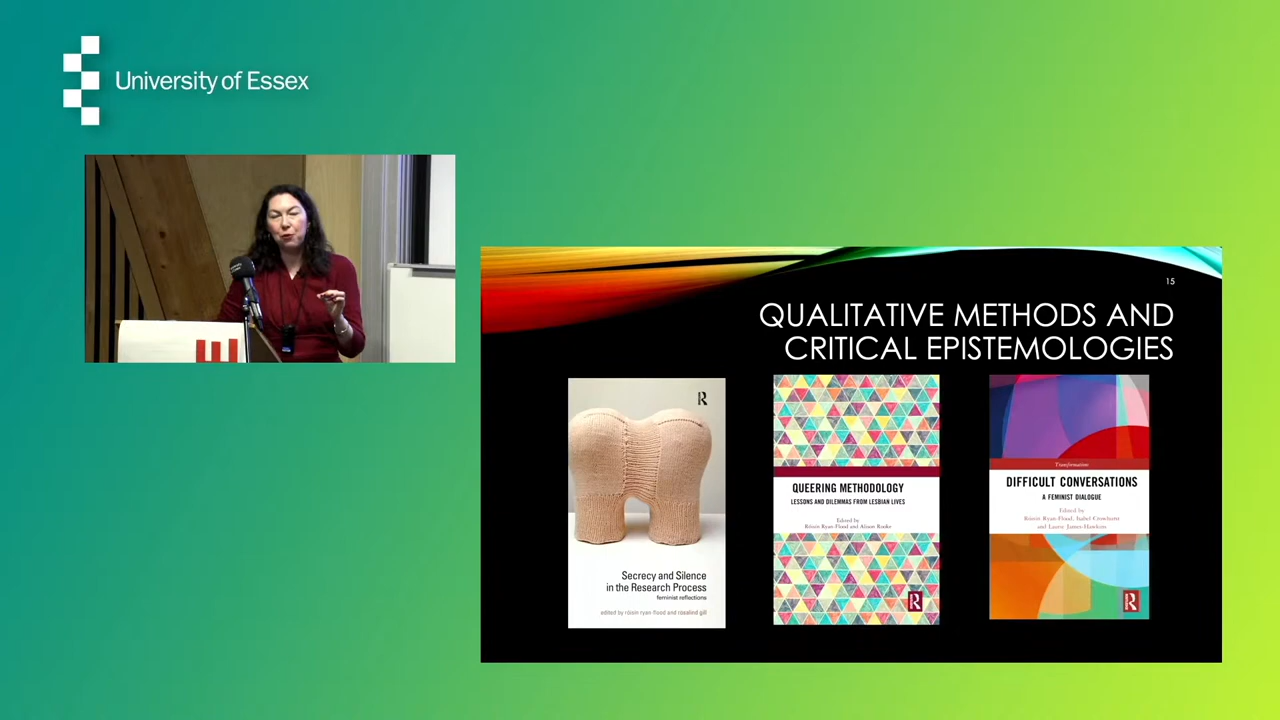 University of Essex
15
QUALITATIVE METHODS AND
CRITICAL EPISTEMOLOGIES
R
Secrecy and Silence
in the Research Process
feminist reflections
edited by róisín ryan-flood and rosalind gill
QUEERING METHODOLOGY
LESSONS AND DILEMMAS FROM LESBIAN LIVES
Edited by
Róisín Ryan-Flood and Alison Rooke
R
Transformations
DIFFICULT CONVERSATIONS
A FEMINIST DIALOGUE
Edited by
Róisín Ryan-Flood, Isabel Crowhurst
and Laurie James-Hawkins
R